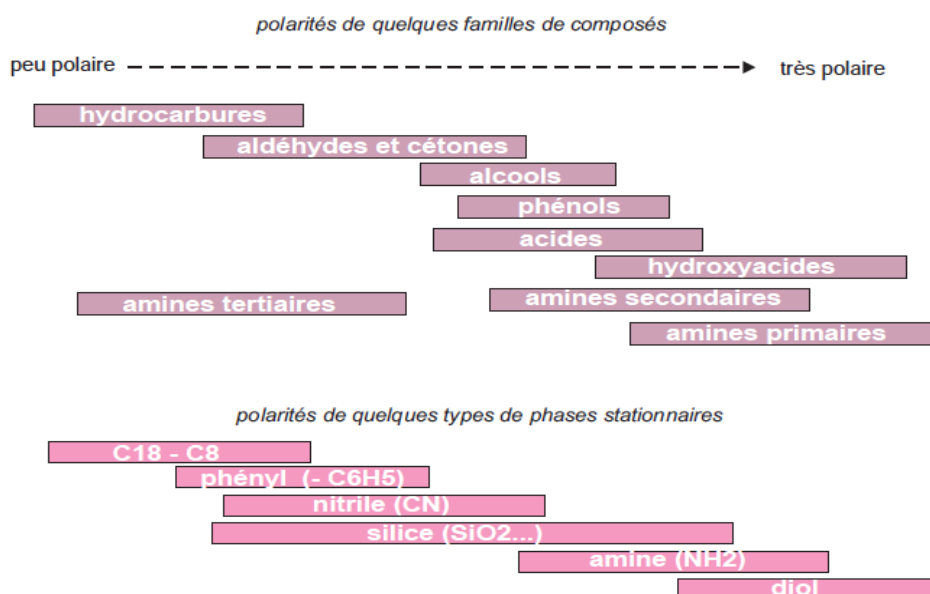 polarités de quelques familles de composés
peu polaire
très polaire
hydrocarbures
aldéhydes et cétones
alcools
phénols
acides
hydroxyacides
amines tertiaires
amines secondaires
amines primaires
polarités de quelques types de phases stationnaires
C18 - C8
phényl (- C6H5)
nitrile (CN)
silice (SiO2...)
amine (NH2)
diol